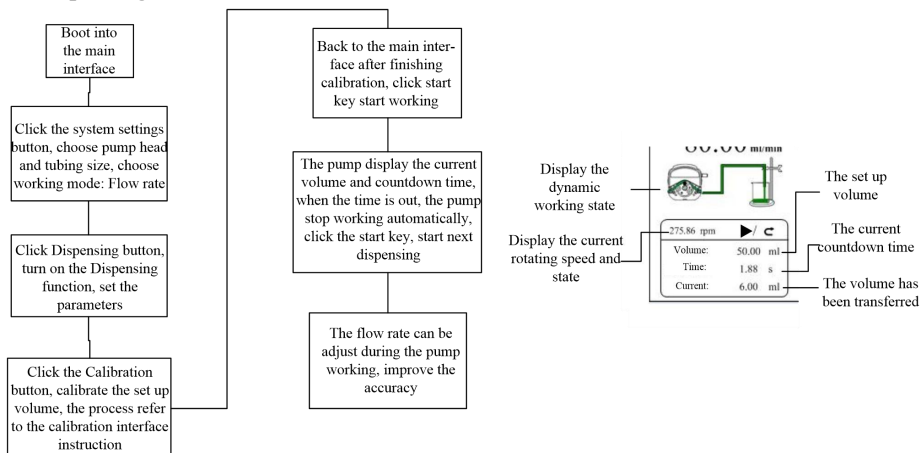 Boot into
the main
interface
Click the system settings
button, choose pump head
and tubing size, choose
working mode: Flow rate
Click Dispensing button,
turn on the Dispensing
function, set the
parameters
Click the Calibration
button, calibrate the set up
volume, the process refer
to the calibration interface
instruction
Back to the main inter-
face after finishing
calibration, click start
key start working
The pump display the current
volume and countdown time,
when the time is out, the pump
stop working automatically,
click the start key, start next
dispensing
The flow rate can be
adjust during the pump
working, improve the
accuracy
Display the
dynamic
working state
Display the current
rotating speed and
state
80.00 ml/min
275.86 rpm
Volume: 50.00 ml
Time: 1.88 s
Current: 6.00 ml
The set up
volume
The current
countdown time
The volume has
been transferred